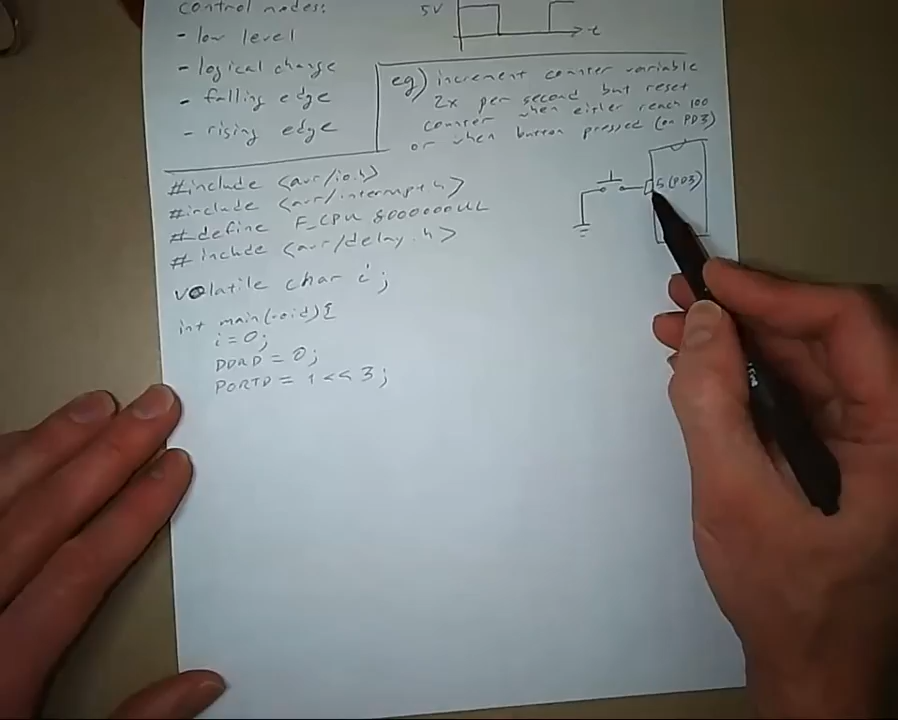 control modes:
- low level
- logical change
- falling edge
- rising edge
5V
t
eg) increment counter variable
2x per second but reset
counter when either reach 100
or when button pressed (on PD3)
5(PD3)
#include <avr/io.h>
#include <avr/interrupt.h>
#define F_CPU 8000000UL
#include <avr/delay.h>
volatile char i;
int main(void){
i=0;
DDRD = 0;
PORTD = 1<<3;